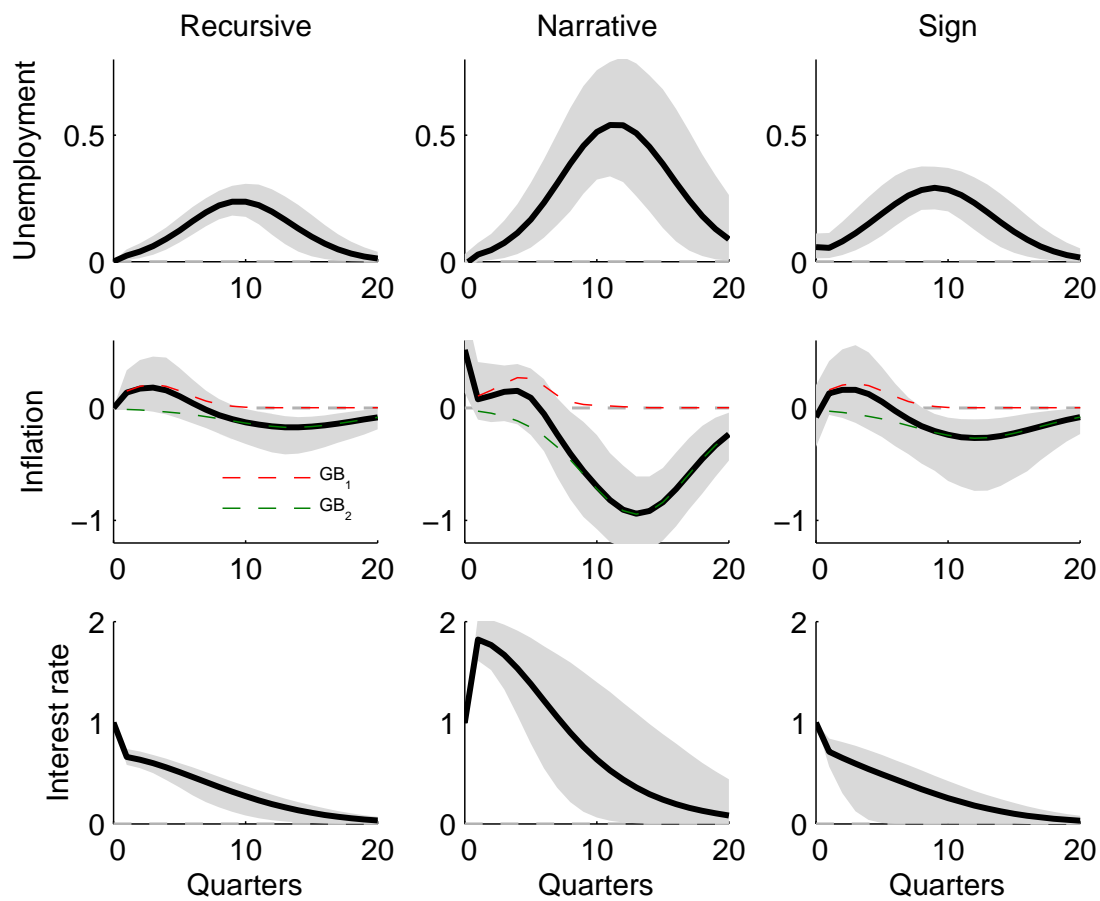 Recursive Narrative Sign
Unemployment
0.5 0.5 0.5
0 0 0
0 10 20 0 10 20 0 10 20
Inflation
0 0 0
GB1
GB2
−1 −1 −1
0 10 20 0 10 20 0 10 20
Interest rate
2 2 2
1 1 1
0 0 0
0 10 20 0 10 20 0 10 20
Quarters Quarters Quarters